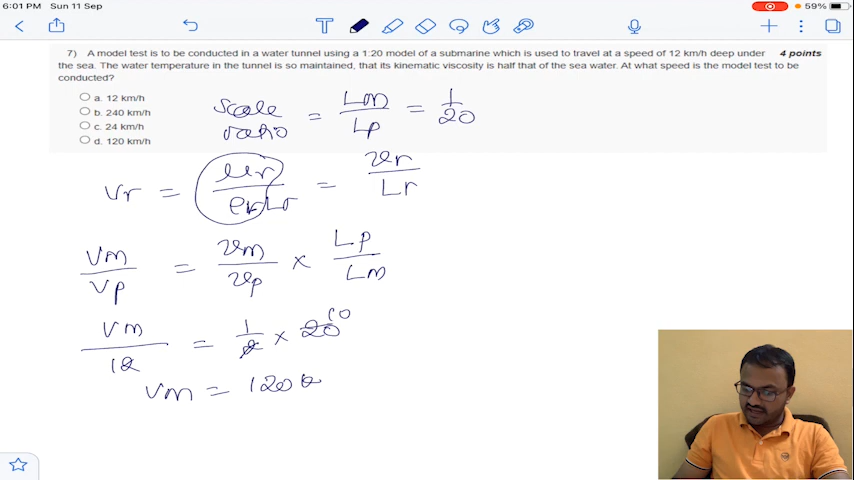 6:01 PM Sun 11 Sep
59%
7) A model test is to be conducted in a water tunnel using a 1:20 model of a submarine which is used to travel at a speed of 12 km/h deep under
4 points
the sea. The water temperature in the tunnel is so maintained, that its kinematic viscosity is half that of the sea water. At what speed is the model test to be
conducted?
a. 12 km/h
b. 240 km/h
c. 24 km/h
d. 120 km/h
scale ratio = Lm/Lp = 1/20
Vr = μr/ρrLr = νr/Lr
Vm/Vp = νm/νp × Lp/Lm
Vm/12 = 1/2 × 20 10
Vm = 120